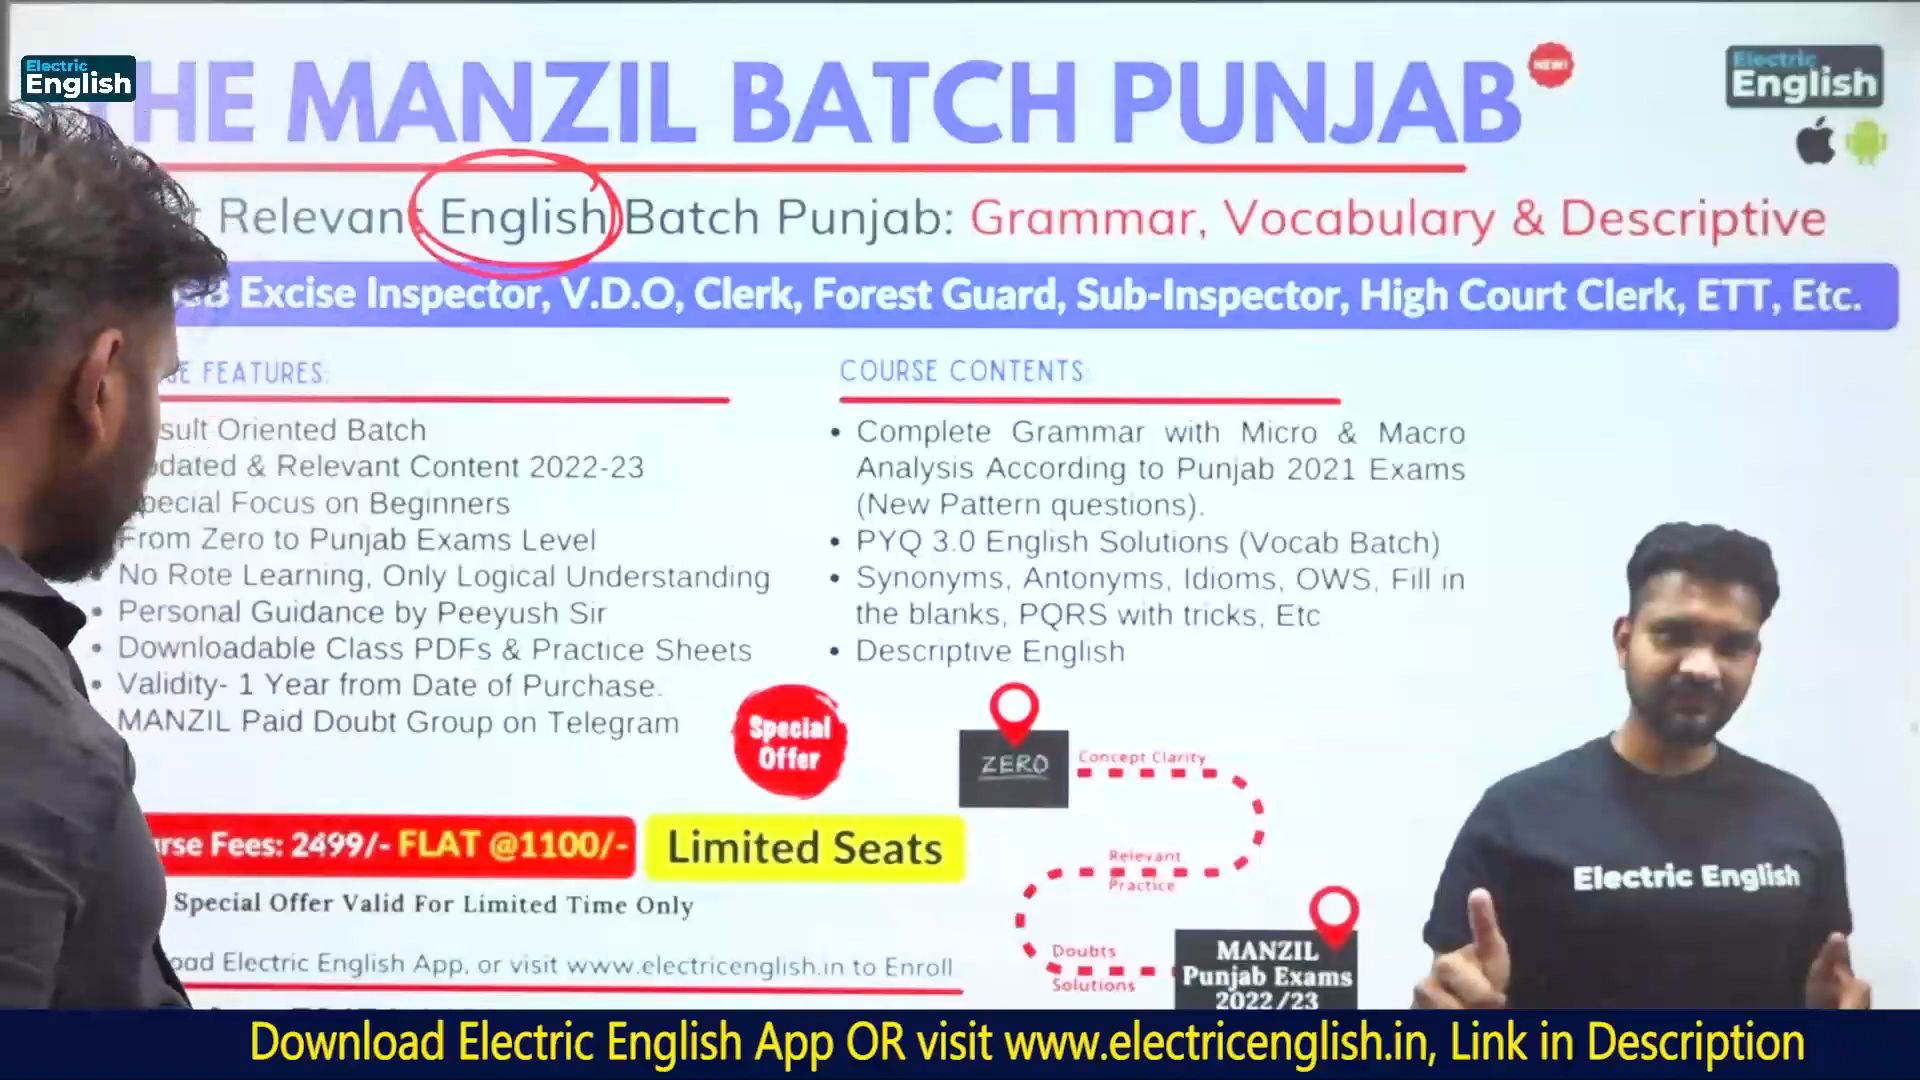 Electric
English
THE MANZIL BATCH PUNJAB
NEW!
Electric
English
Relevant English Batch Punjab: Grammar, Vocabulary & Descriptive
Excise Inspector, V.D.O, Clerk, Forest Guard, Sub-Inspector, High Court Clerk, ETT, Etc.
FEATURES:
Oriented Batch
& Relevant Content 2022-23
Special Focus on Beginners
From Zero to Punjab Exams Level
No Rote Learning, Only Logical Understanding
• Personal Guidance by Peeyush Sir
• Downloadable Class PDFs & Practice Sheets
• Validity- 1 Year from Date of Purchase.
MANZIL Paid Doubt Group on Telegram
COURSE CONTENTS:
• Complete Grammar with Micro & Macro
Analysis According to Punjab 2021 Exams
(New Pattern questions).
• PYQ 3.0 English Solutions (Vocab Batch)
• Synonyms, Antonyms, Idioms, OWS, Fill in
the blanks, PQRS with tricks, Etc
• Descriptive English
Special
Offer
ZERO
Concept Clarity
Relevant
Practice
Doubts
Solutions
MANZIL
Punjab Exams
2022/23
Fees: 2499/- FLAT @1100/-
Limited Seats
Special Offer Valid For Limited Time Only
Electric English App, or visit www.electricenglish.in to Enroll
Electric English
Download Electric English App OR visit www.electricenglish.in, Link in Description